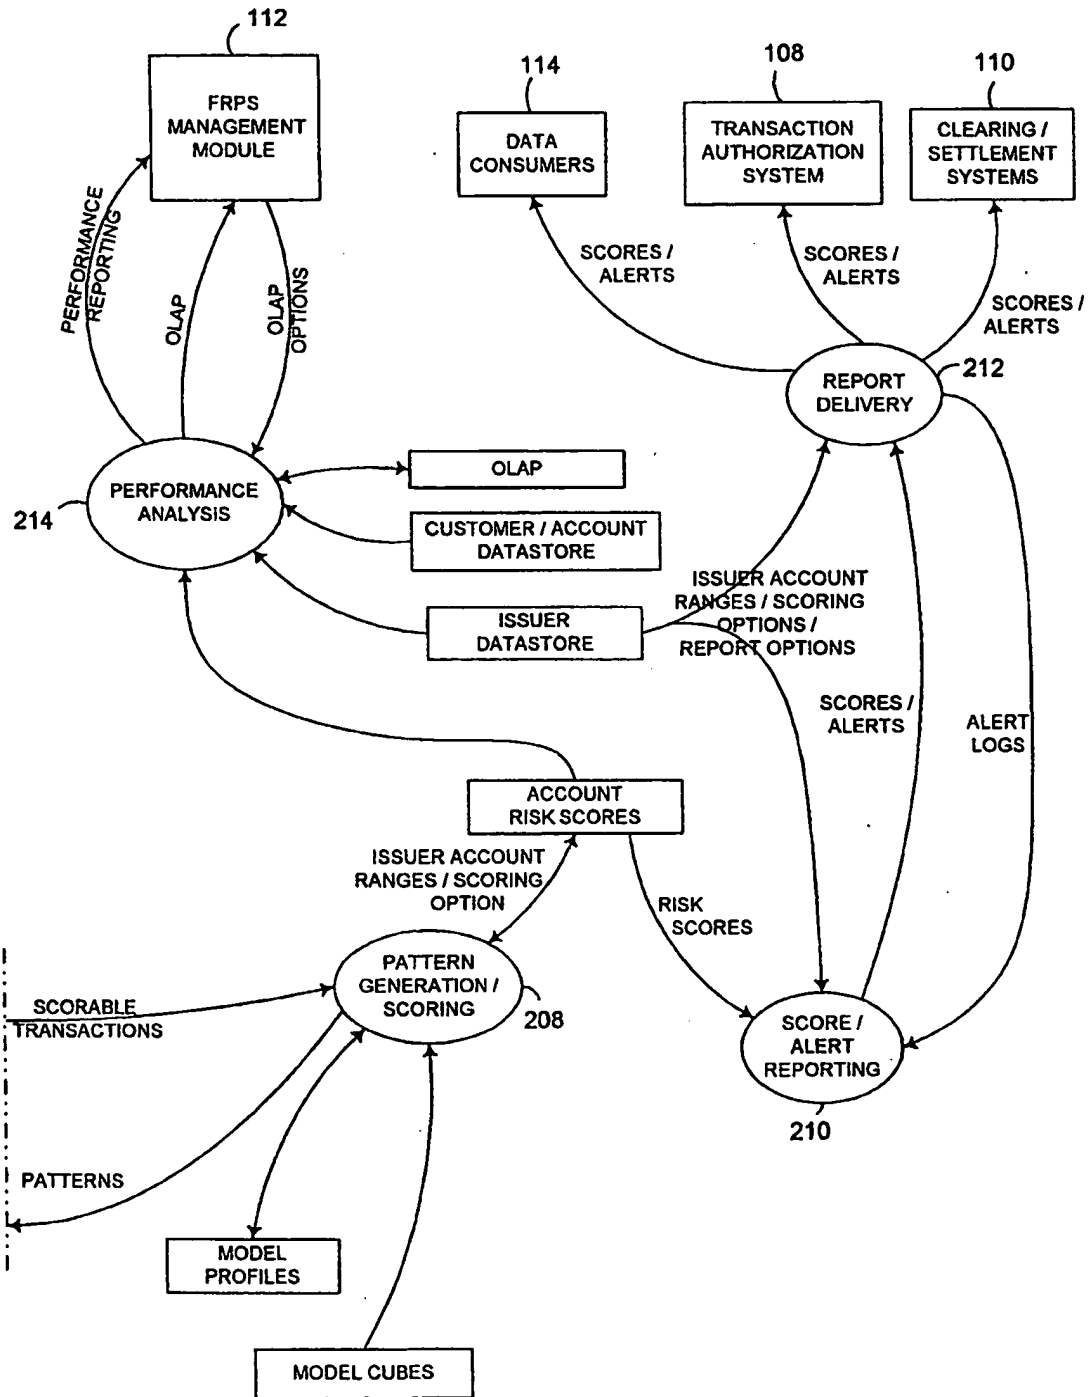 112
FRPS
MANAGEMENT
MODULE
114
DATA
CONSUMERS
108
TRANSACTION
AUTHORIZATION
SYSTEM
110
CLEARING /
SETTLEMENT
SYSTEMS
PERFORMANCE
REPORTING
OLAP
OLAP
OPTIONS
SCORES /
ALERTS
SCORES /
ALERTS
SCORES /
ALERTS
REPORT
DELIVERY
212
PERFORMANCE
ANALYSIS
214
OLAP
CUSTOMER / ACCOUNT
DATASTORE
ISSUER
DATASTORE
ISSUER ACCOUNT
RANGES / SCORING
OPTIONS /
REPORT OPTIONS
SCORES /
ALERTS
ALERT
LOGS
ACCOUNT
RISK SCORES
ISSUER ACCOUNT
RANGES / SCORING
OPTION
RISK
SCORES
PATTERN
GENERATION /
SCORING
208
SCORABLE
TRANSACTIONS
SCORE /
ALERT
REPORTING
210
PATTERNS
MODEL
PROFILES
MODEL CUBES